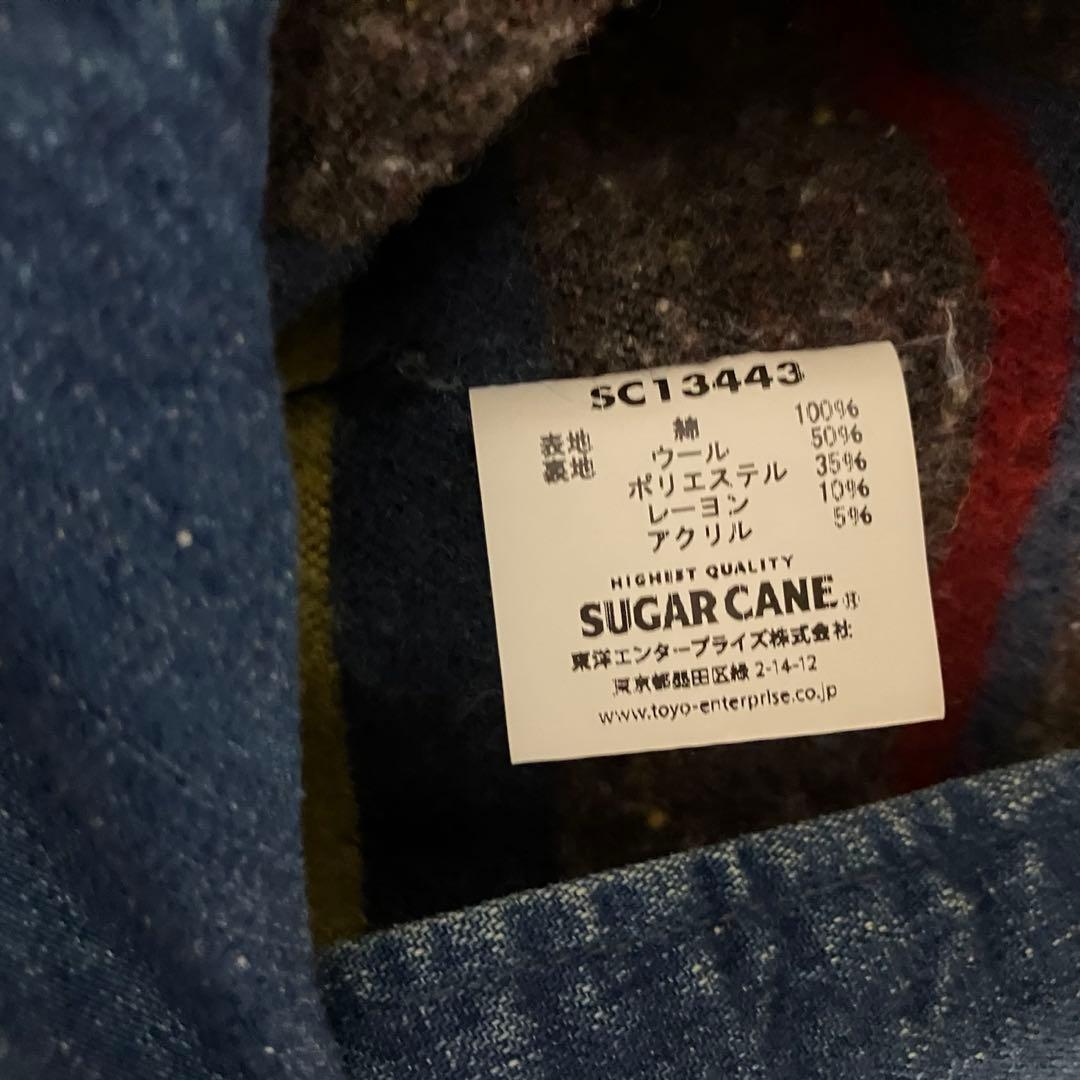 SC13443
表地 綿 100%
裏地 ウール 50%
ポリエステル 35%
レーヨン 10%
アクリル 5%
HIGHEST QUALITY
SUGAR CANE®
東洋エンタープライズ株式会社
東京都墨田区緑 2-14-12
www.toyo-enterprise.co.jp